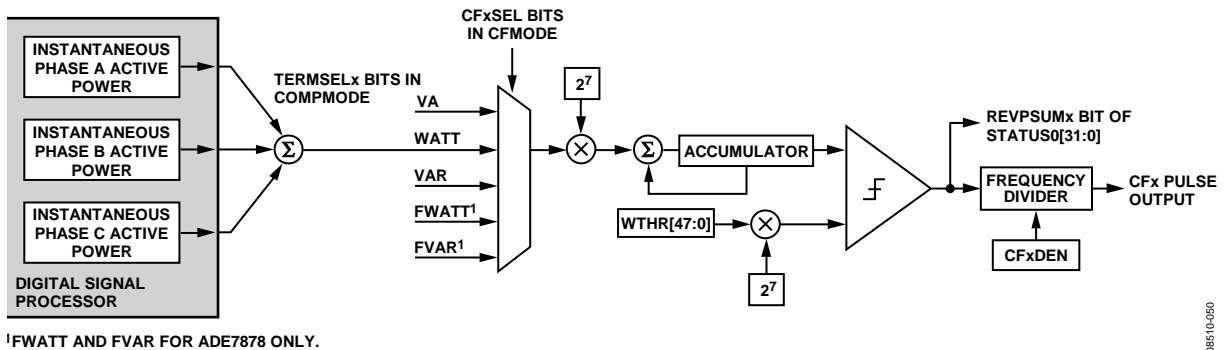 INSTANTANEOUS
PHASE A ACTIVE
POWER
INSTANTANEOUS
PHASE B ACTIVE
POWER
INSTANTANEOUS
PHASE C ACTIVE
POWER
DIGITAL SIGNAL
PROCESSOR
Σ
TERMSELx BITS IN
COMPMODE
CFxSEL BITS
IN CFMODE
VA
WATT
VAR
FWATT¹
FVAR¹
2⁷
×
Σ
ACCUMULATOR
WTHR[47:0]
×
2⁷
REVPSUMx BIT OF
STATUS0[31:0]
FREQUENCY
DIVIDER
CFx PULSE
OUTPUT
CFxDEN
¹FWATT AND FVAR FOR ADE7878 ONLY.
08510-050